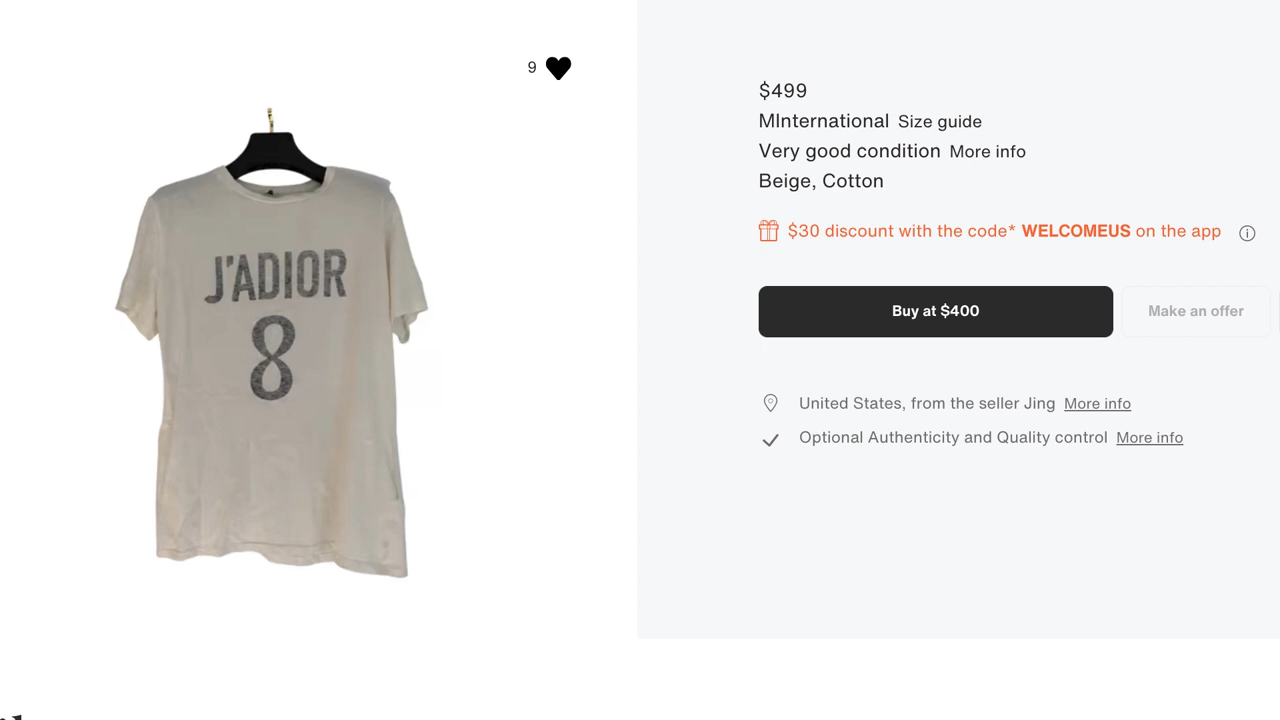 9
J'ADIOR
8
$499
MInternational Size guide
Very good condition More info
Beige, Cotton
$30 discount with the code* WELCOMEUS on the app
Buy at $400
Make an offer
United States, from the seller Jing More info
Optional Authenticity and Quality control More info